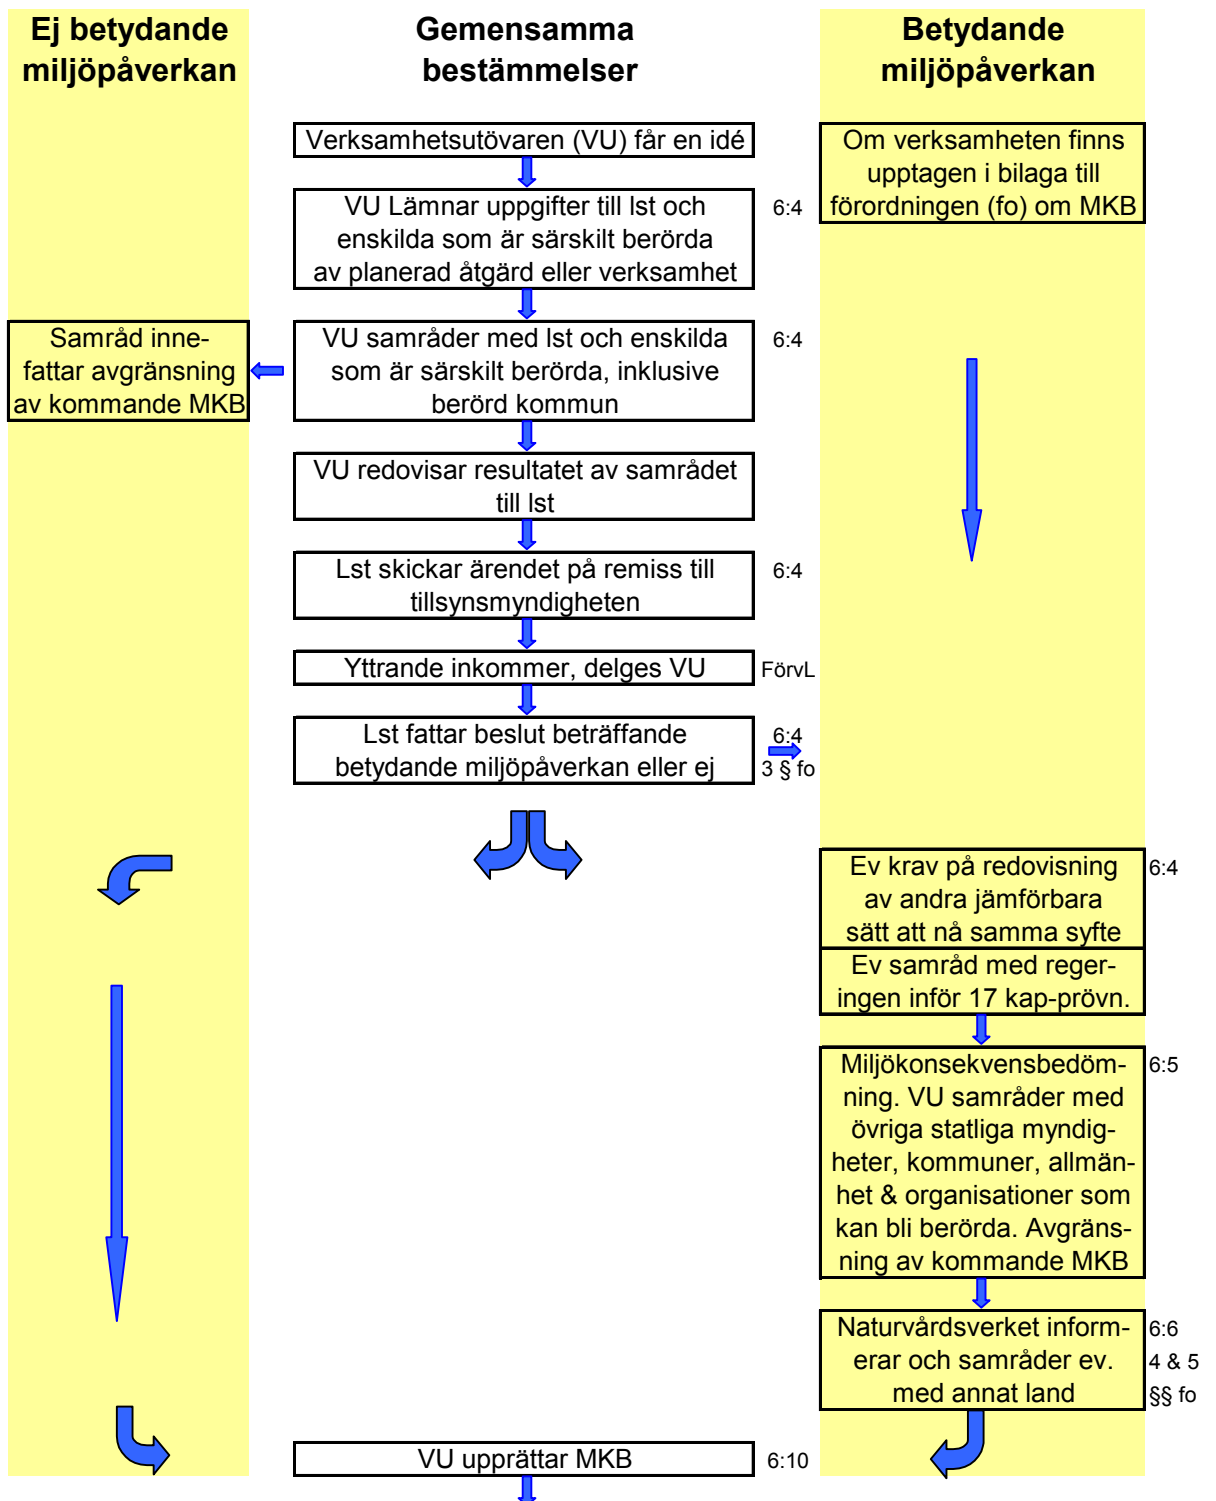 Ej betydande
miljöpåverkan
Gemensamma
bestämmelser
Betydande
miljöpåverkan
Verksamhetsutövaren (VU) får en idé
Om verksamheten finns
upptagen i bilaga till
förordningen (fo) om MKB
VU Lämnar uppgifter till lst och
enskilda som är särskilt berörda
av planerad åtgärd eller verksamhet
6:4
Samråd inne-
fattar avgränsning
av kommande MKB
VU samråder med lst och enskilda
som är särskilt berörda, inklusive
berörd kommun
6:4
VU redovisar resultatet av samrådet
till lst
Lst skickar ärendet på remiss till
tillsynsmyndigheten
6:4
Yttrande inkommer, delges VU
FörvL
Lst fattar beslut beträffande
betydande miljöpåverkan eller ej
6:4
3 § fo
Ev krav på redovisning
av andra jämförbara
sätt att nå samma syfte
6:4
Ev samråd med reger-
ingen inför 17 kap-prövn.
Miljökonsekvensbedöm-
ning. VU samråder med
övriga statliga myndig-
heter, kommuner, allmän-
het & organisationer som
kan bli berörda. Avgräns-
ning av kommande MKB
6:5
Naturvårdsverket inform-
erar och samråder ev.
med annat land
6:6
4 & 5
§§ fo
VU upprättar MKB
6:10